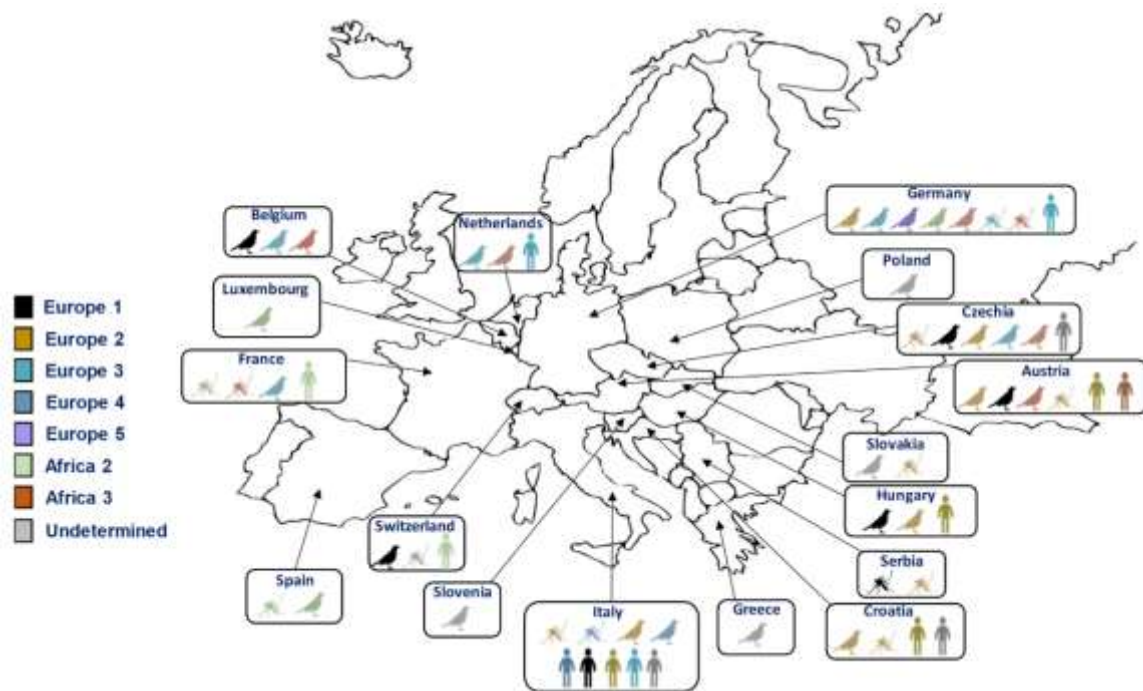 Germany
Belgium
Netherlands
Poland
Luxembourg
Czechia
Europe 1
Europe 2
Europe 3
Europe 4
Europe 5
Africa 2
Africa 3
Undetermined
France
Austria
Slovakia
Hungary
Switzerland
Serbia
Spain
Slovenia
Italy
Greece
Croatia